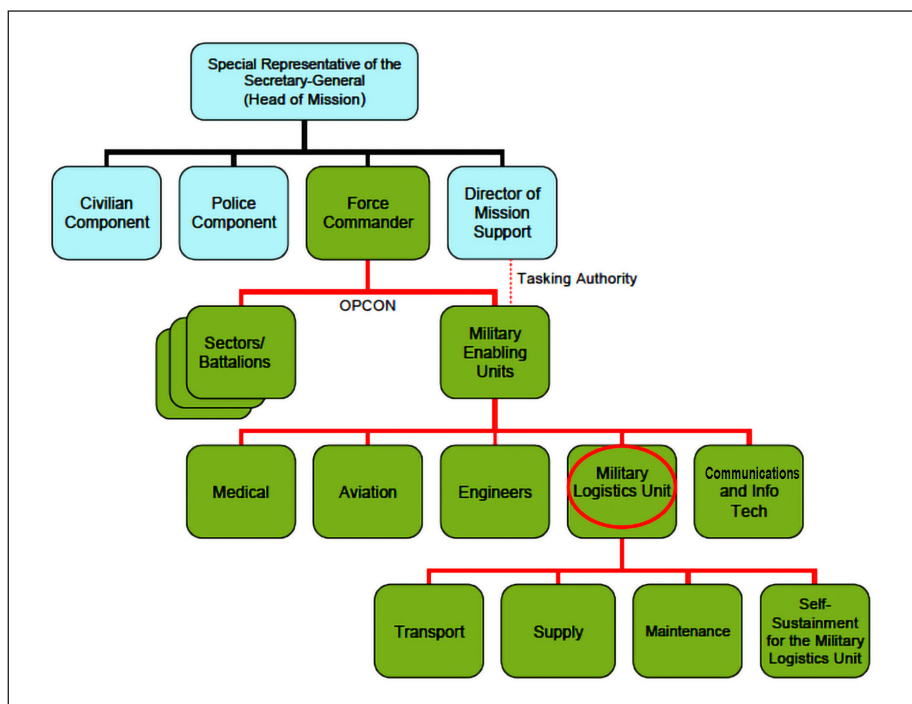 Special Representative of the
Secretary-General
(Head of Mission)
Civilian
Component
Police
Component
Force
Commander
Director of
Mission
Support
Tasking Authority
OPCON
Sectors/
Battalions
Military
Enabling
Units
Medical
Aviation
Engineers
Military
Logistics Unit
Communications
and Info
Tech
Transport
Supply
Maintenance
Self-
Sustainment
for the Military
Logistics Unit